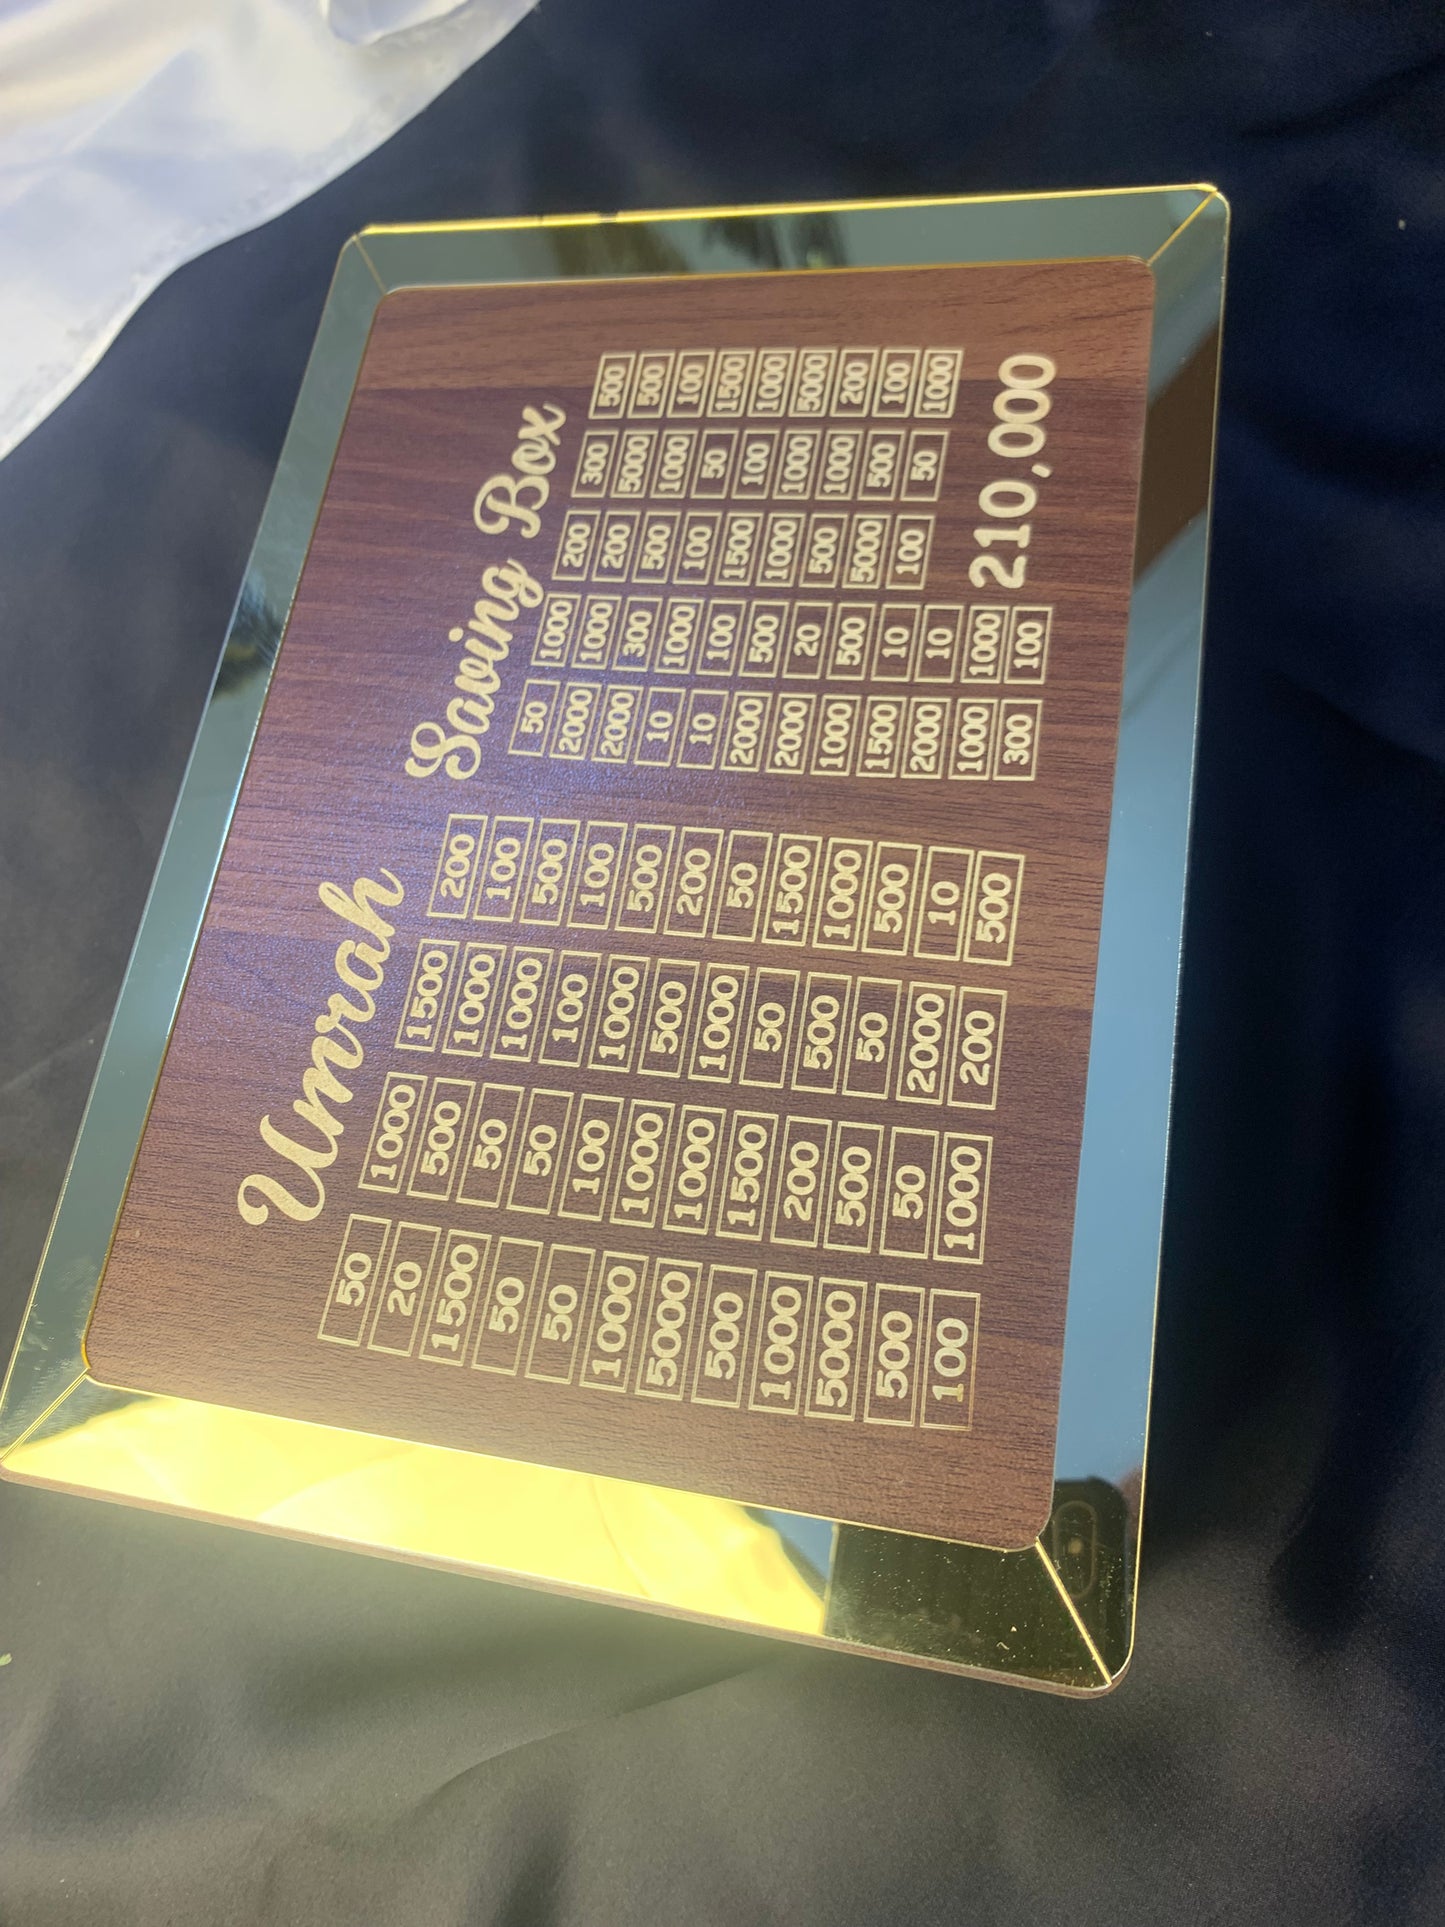 Umrah Saving Box
50 1000 1500 200 50 1000 200 300 500
20 500 1000 100 2000 1000 200 5000 500
1500 50 1000 500 2000 300 500 1000 100
50 50 100 100 10 1000 100 50 1500
50 100 1000 500 10 100 1500 100 1000
1000 1000 500 200 2000 500 1000 1000 5000
5000 1000 1000 50 2000 20 500 1000 200
500 1500 50 1500 1000 500 5000 500 100
1000 200 500 1000 1500 10 100 50 1000
5000 500 50 500 2000 10
500 50 2000 10 1000 1000
100 1000 200 500 300 100
210,000